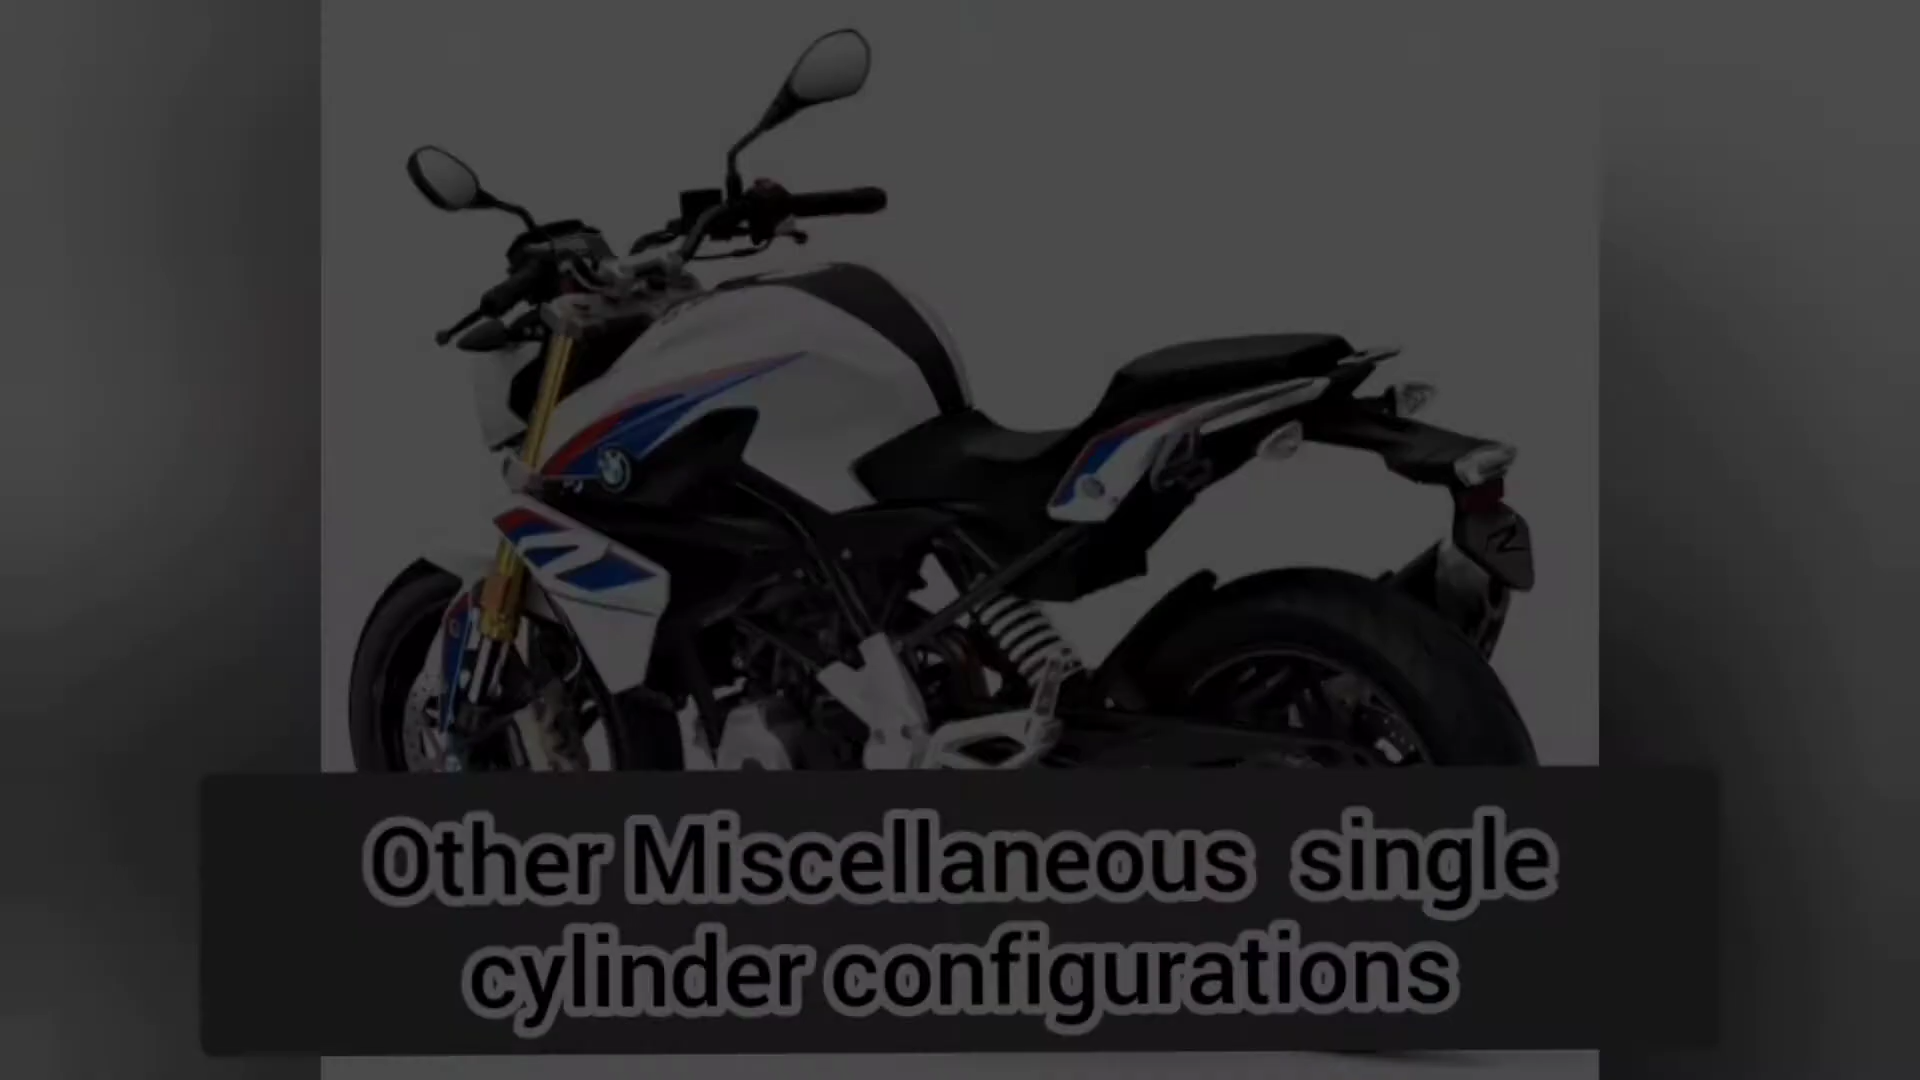 Other Miscellaneous single
cylinder configurations